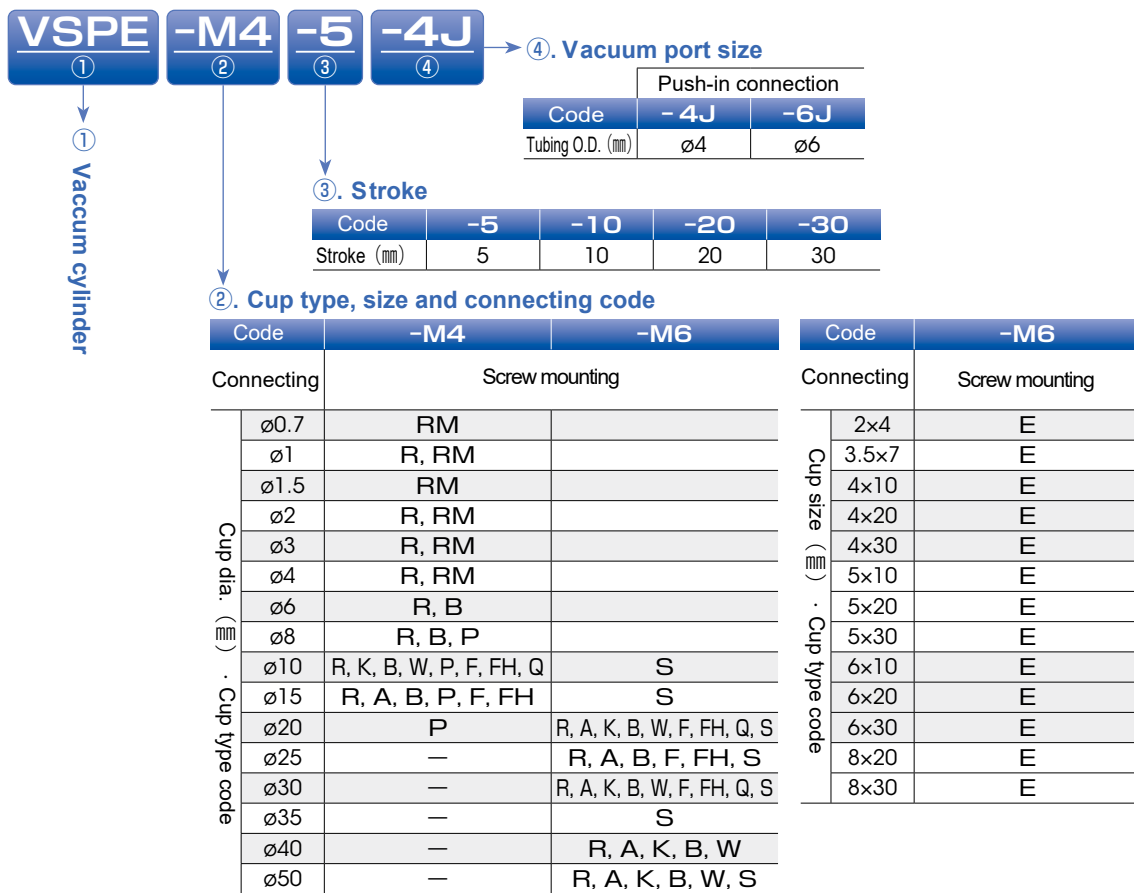 VSPE -M4 -5 -4J
① ② ③ ④
④. Vacuum port size
Push-in connection
Code -4J -6J
Tubing O.D. (㎜) ø4 ø6
① Vaccum cylinder
③. Stroke
Code -5 -10 -20 -30
Stroke (㎜) 5 10 20 30
②. Cup type, size and connecting code
Code -M4 -M6
Connecting Screw mounting
Cup dia. (㎜) · Cup type code
ø0.7 RM
ø1 R, RM
ø1.5 RM
ø2 R, RM
ø3 R, RM
ø4 R, RM
ø6 R, B
ø8 R, B, P
ø10 R, K, B, W, P, F, FH, Q S
ø15 R, A, B, P, F, FH S
ø20 P R, A, K, B, W, F, FH, Q, S
ø25 — R, A, B, F, FH, S
ø30 — R, A, K, B, W, F, FH, Q, S
ø35 — S
ø40 — R, A, K, B, W
ø50 — R, A, K, B, W, S
Code -M6
Connecting Screw mounting
Cup size (㎜) · Cup type code
2×4 E
3.5×7 E
4×10 E
4×20 E
4×30 E
5×10 E
5×20 E
5×30 E
6×10 E
6×20 E
6×30 E
8×20 E
8×30 E